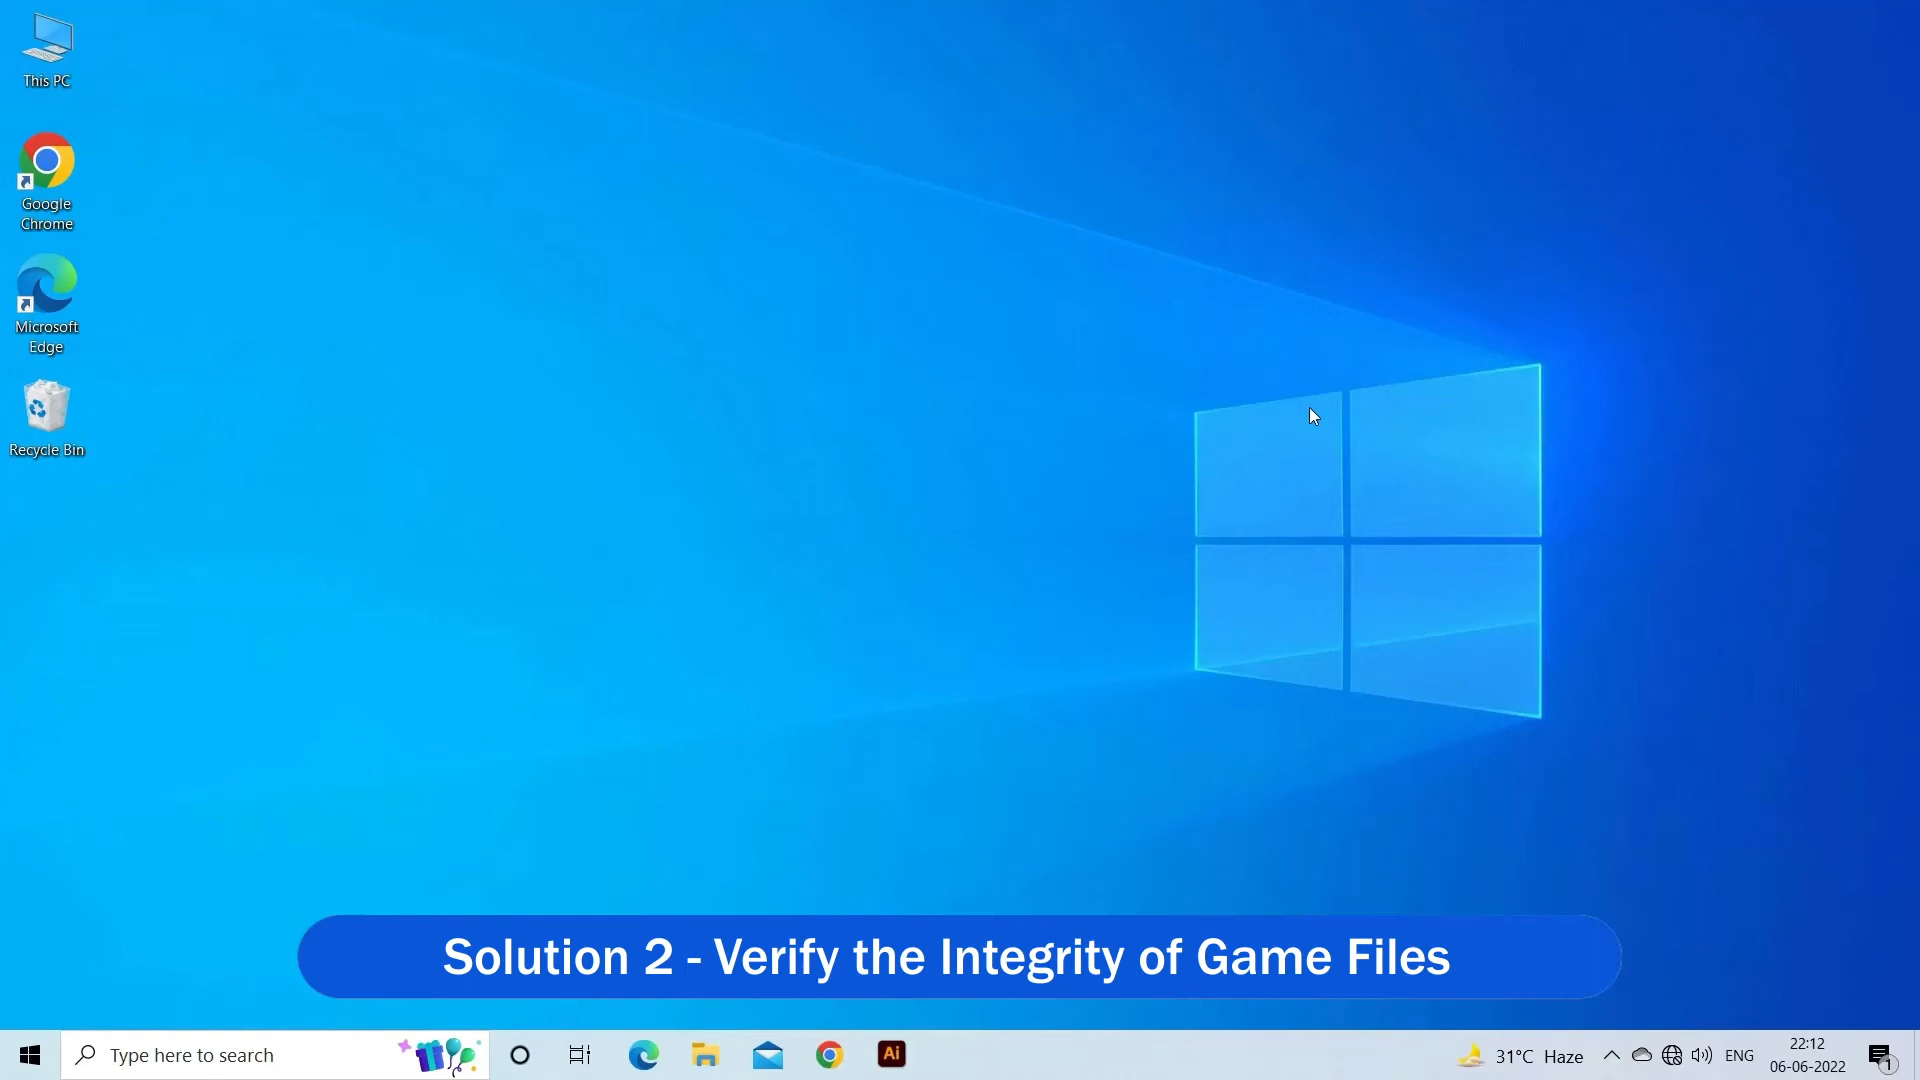 This PC
Google
Chrome
Microsoft
Edge
Recycle Bin
Solution 2 - Verify the Integrity of Game Files
Type here to search
Ai
31°C Haze
ENG
22:12
06-06-2022
1